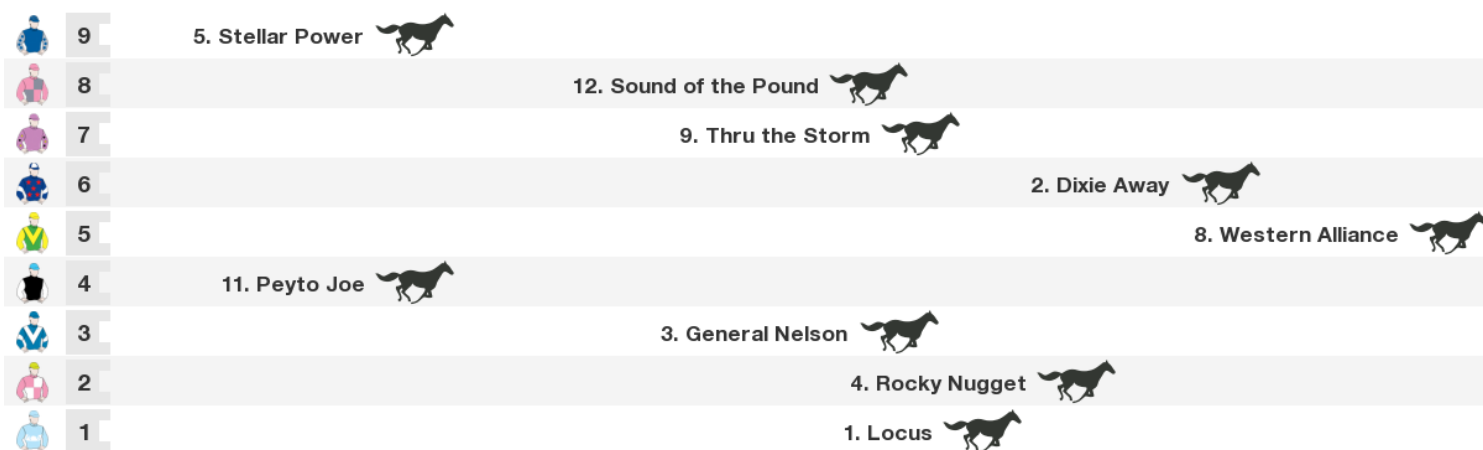 9 5. Stellar Power
8 12. Sound of the Pound
7 9. Thru the Storm
6 2. Dixie Away
5 8. Western Alliance
4 11. Peyto Joe
3 3. General Nelson
2 4. Rocky Nugget
1 1. Locus